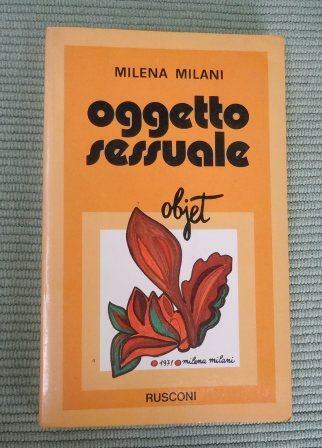 MILENA MILANI
oggetto
sessuale
objet
1971 milena milani
RUSCONI